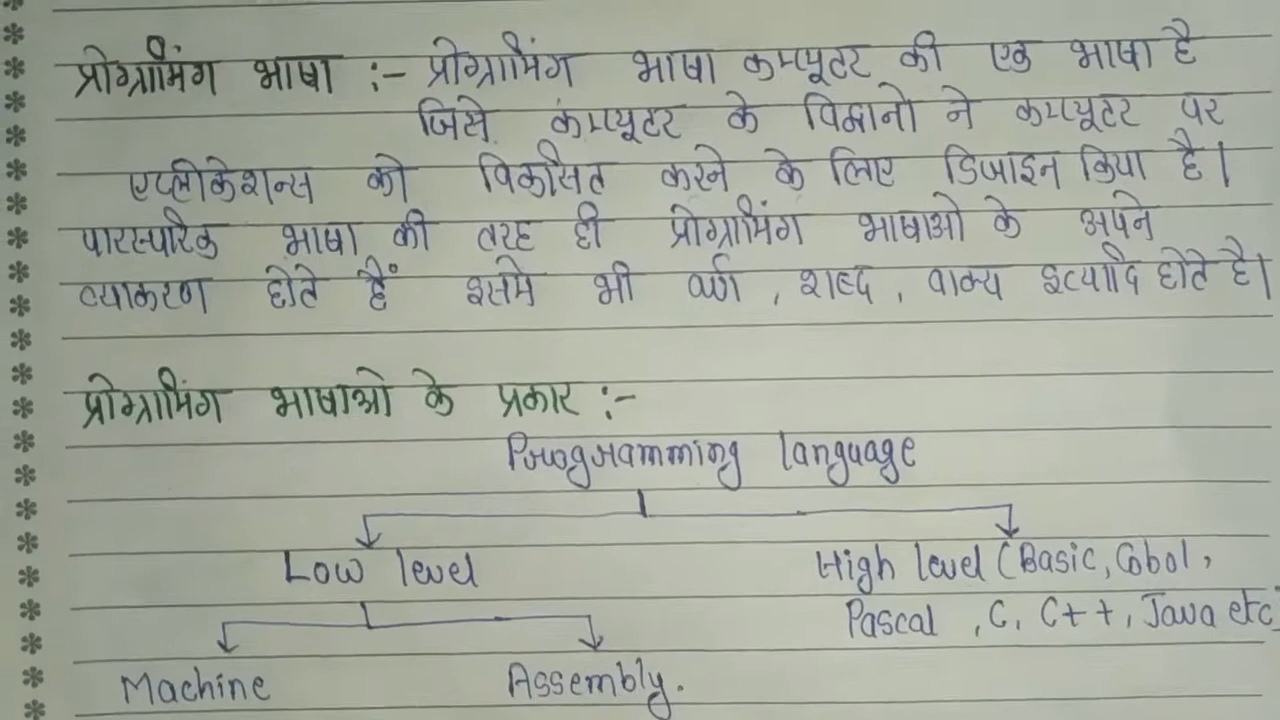 प्रोग्रामिंग भाषा :- प्रोग्रामिंग भाषा कम्प्यूटर की एक भाषा है
जिसे कंप्यूटर के विद्वानो ने कम्प्यूटर पर
एप्लीकेशन्स को विकसित करने के लिए डिजाइन किया है।
पारस्परिक भाषा की तरह ही प्रोग्रामिंग भाषाओ के अपने
व्याकरण होते हैं इसमे भी वर्ण , शब्द , वाक्य इत्यादि होते है।
प्रोग्रामिंग भाषाओ के प्रकार :-
Programming language
Low level High level (Basic, Cobol,
Pascal , C, C++, Java etc
Machine Assembly.